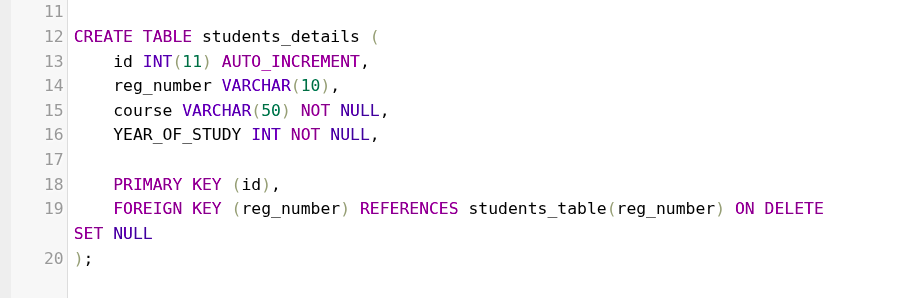 11
12 CREATE TABLE students_details (
13     id INT(11) AUTO_INCREMENT,
14     reg_number VARCHAR(10),
15     course VARCHAR(50) NOT NULL,
16     YEAR_OF_STUDY INT NOT NULL,
17
18     PRIMARY KEY (id),
19     FOREIGN KEY (reg_number) REFERENCES students_table(reg_number) ON DELETE
SET NULL
20 );